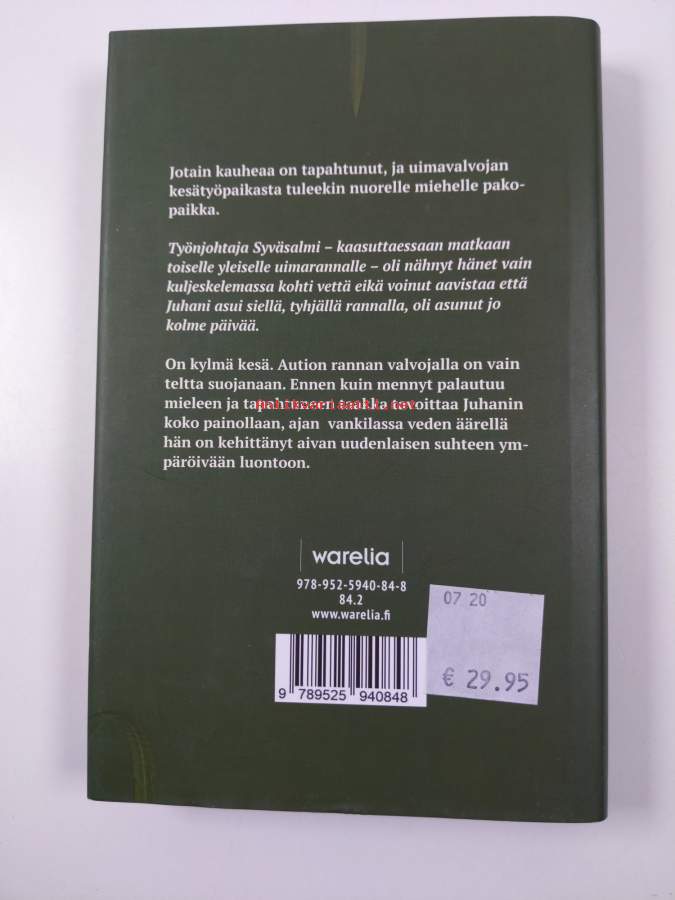 Jotain kauheaa on tapahtunut, ja uimavalvojan
kesätyöpaikasta tuleekin nuorelle miehelle pako-
paikka.
Työnjohtaja Syväsalmi – kaasuttaessaan matkaan
toiselle yleiselle uimarannalle – oli nähnyt hänet vain
kuljeskelemassa kohti vettä eikä voinut aavistaa että
Juhani asui siellä, tyhjällä rannalla, oli asunut jo
kolme päivää.
On kylmä kesä. Aution rannan valvojalla on vain
teltta suojanaan. Ennen kuin mennyt palautuu
mieleen ja tapahtuneen taakka tavoittaa Juhanin
koko painollaan, ajan vankilassa veden äärellä
hän on kehittänyt aivan uudenlaisen suhteen ym-
päröivään luontoon.
warelia
978-952-5940-84-8
84.2
www.warelia.fi
07 20
€ 29.95
9 789525 940848